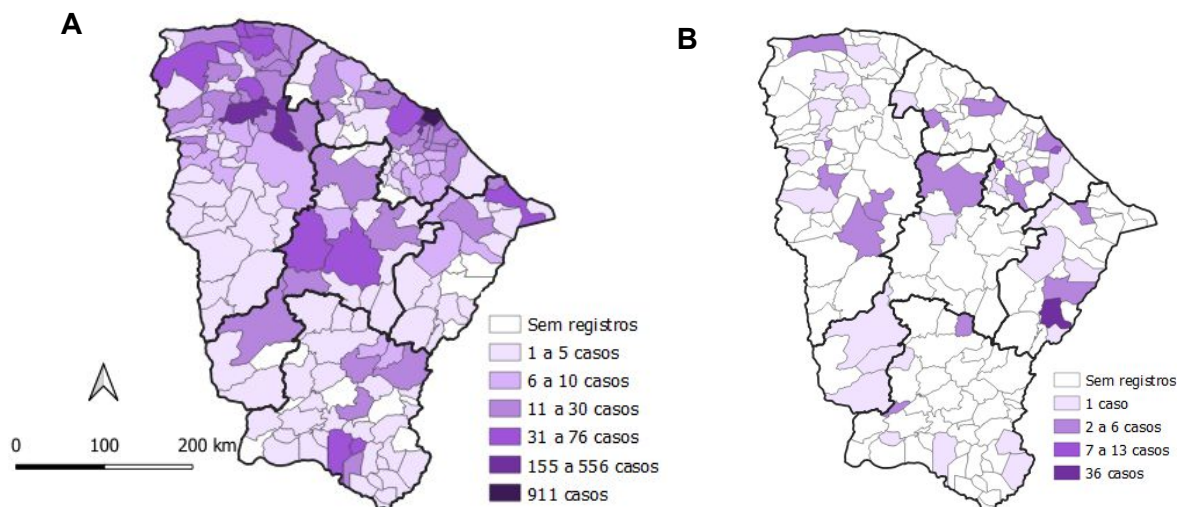 A
B
Sem registros
1 a 5 casos
6 a 10 casos
11 a 30 casos
31 a 76 casos
155 a 556 casos
911 casos
0 100 200 km
Sem registros
1 caso
2 a 6 casos
7 a 13 casos
36 casos